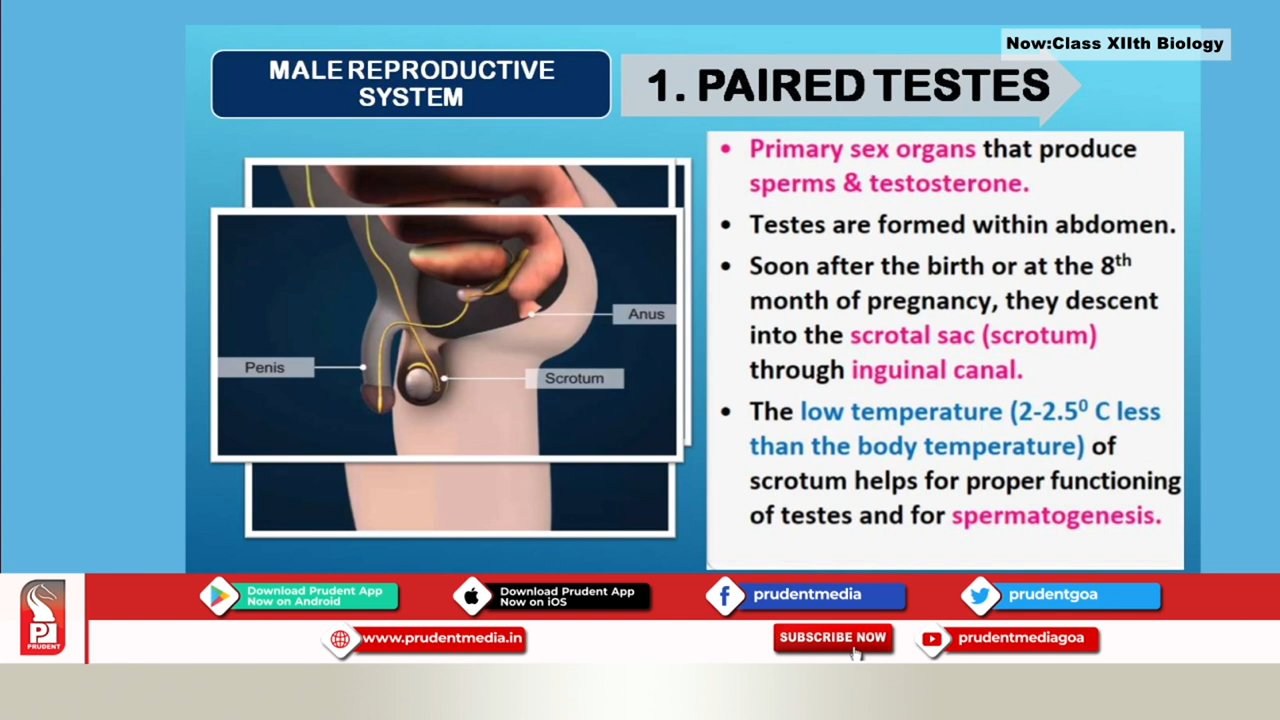 Now:Class XIIth Biology
MALE REPRODUCTIVE
SYSTEM
1. PAIRED TESTES
Anus
Penis
Scrotum
• Primary sex organs that produce
sperms & testosterone.
• Testes are formed within abdomen.
• Soon after the birth or at the 8th
month of pregnancy, they descent
into the scrotal sac (scrotum)
through inguinal canal.
• The low temperature (2-2.5⁰ C less
than the body temperature) of
scrotum helps for proper functioning
of testes and for spermatogenesis.
Download Prudent App
Now on Android
Download Prudent App
Now on iOS
prudentmedia
prudentgoa
PRUDENT
www.prudentmedia.in
SUBSCRIBE NOW
prudentmediagoa